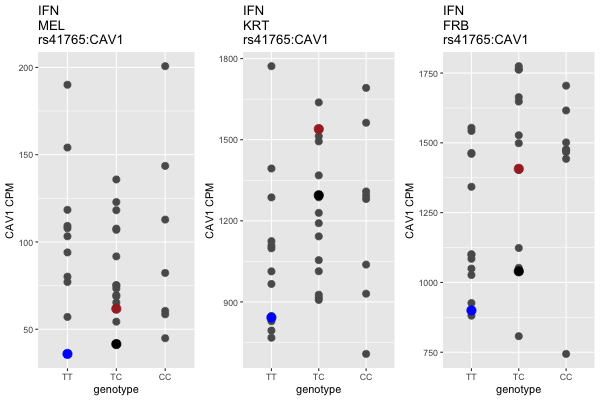 IFN
MEL
rs41765:CAV1
200
150
100
50
CAV1 CPM
TT TC CC
genotype
IFN
KRT
rs41765:CAV1
1800
1500
1200
900
CAV1 CPM
TT TC CC
genotype
IFN
FRB
rs41765:CAV1
1750
1500
1250
1000
750
CAV1 CPM
TT TC CC
genotype